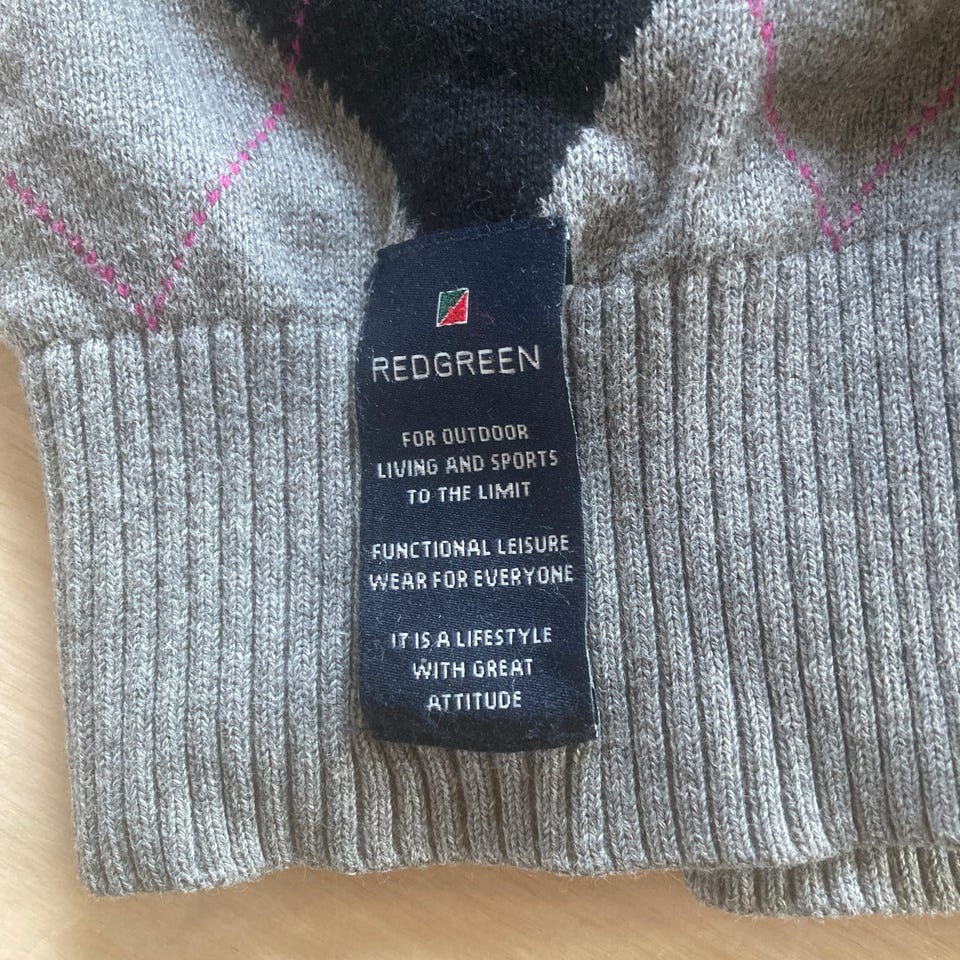 REDGREEN
FOR OUTDOOR
LIVING AND SPORTS
TO THE LIMIT
FUNCTIONAL LEISURE
WEAR FOR EVERYONE
IT IS A LIFESTYLE
WITH GREAT
ATTITUDE